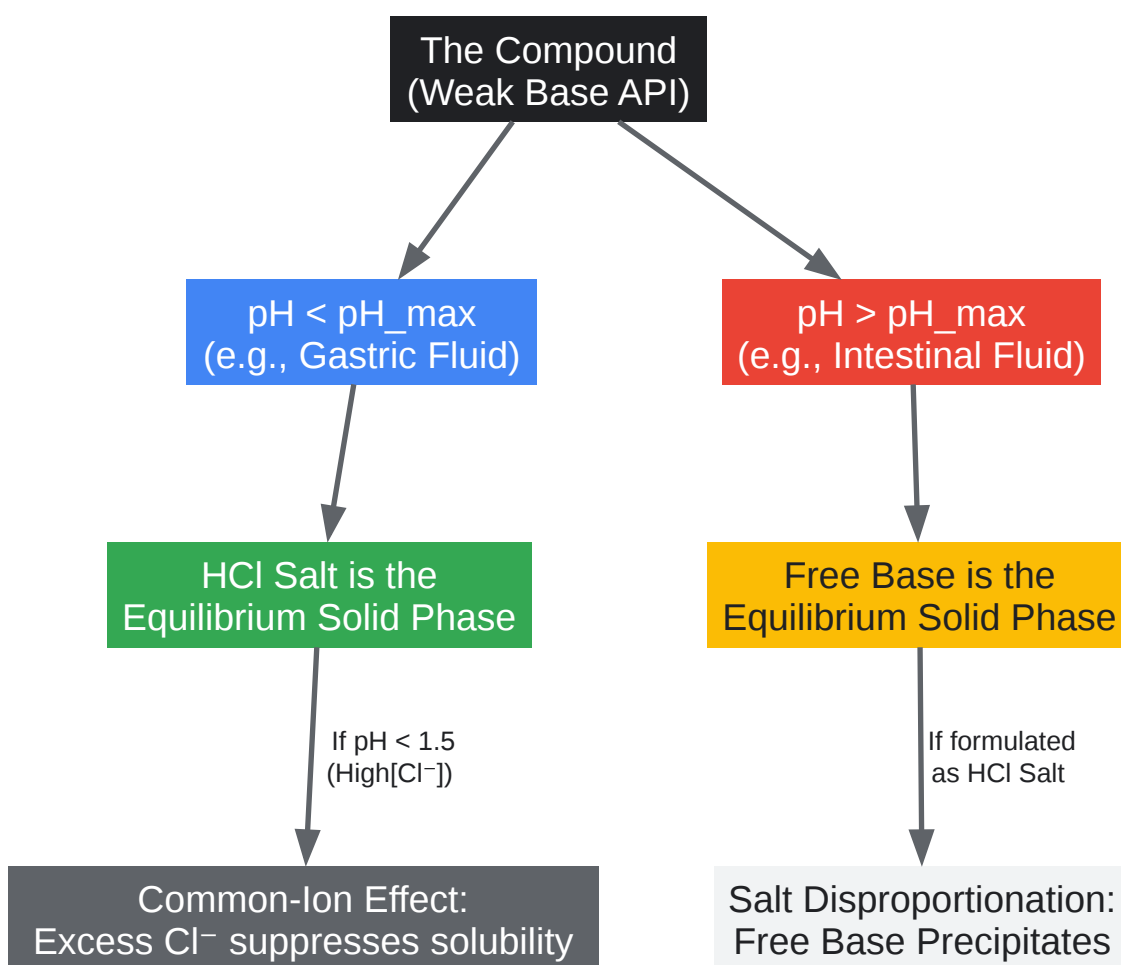 The Compound
(Weak Base API)
pH < pH_max
(e.g., Gastric Fluid)
pH > pH_max
(e.g., Intestinal Fluid)
HCl Salt is the
Equilibrium Solid Phase
Free Base is the
Equilibrium Solid Phase
If pH < 1.5
(High[Cl⁻])
If formulated
as HCl Salt
Common-Ion Effect:
Excess Cl⁻ suppresses solubility
Salt Disproportionation:
Free Base Precipitates